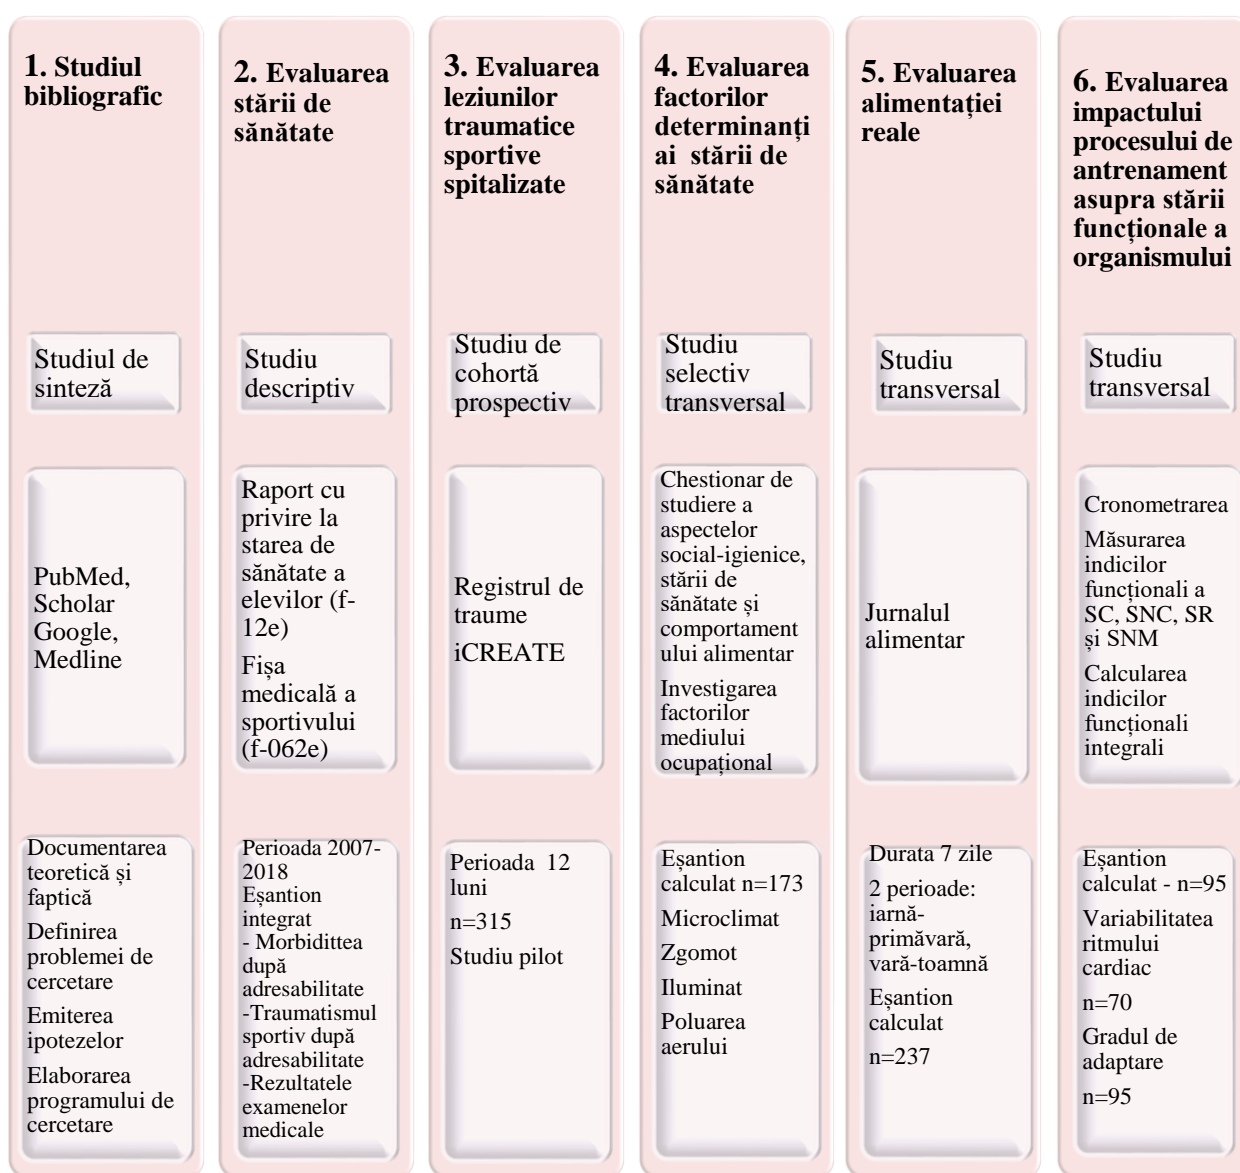 1. Studiul
bibliografic
Studiul de
sinteză
PubMed,
Scholar
Google,
Medline
Documentarea
teoretică și
faptică
Definirea
problemei de
cercetare
Emiterea
ipotezelor
Elaborarea
programului de
cercetare
2. Evaluarea
stării de
sănătate
Studiu
descriptiv
Raport cu
privire la
starea de
sănătate a
elevilor (f-
12e)
Fișa
medicală a
sportivului
(f-062e)
Perioada 2007-
2018
Eșantion
integrat
- Morbidittea
după
adresabilitate
-Traumatismul
sportiv după
adresabilitate
-Rezultatele
examenelor
medicale
3. Evaluarea
leziunilor
traumatice
sportive
spitalizate
Studiu de
cohortă
prospectiv
Registrul de
traume
iCREATE
Perioada 12
luni
n=315
Studiu pilot
4. Evaluarea
factorilor
determinanți
ai stării de
sănătate
Studiu
selectiv
transversal
Chestionar de
studiere a
aspectelor
social-igienice,
stării de
sănătate și
comportament
ului alimentar
Investigarea
factorilor
mediului
ocupațional
Eșantion
calculat n=173
Microclimat
Zgomot
Iluminat
Poluarea
aerului
5. Evaluarea
alimentației
reale
Studiu
transversal
Jurnalul
alimentar
Durata 7 zile
2 perioade:
iarnă-
primăvară,
vară-toamnă
Eșantion
calculat
n=237
6. Evaluarea
impactului
procesului de
antrenament
asupra stării
funcționale a
organismului
Studiu
transversal
Cronometrarea
Măsurarea
indicilor
funcționali a
SC, SNC, SR
și SNM
Calcularea
indicilor
funcționali
integrali
Eșantion
calculat - n=95
Variabilitatea
ritmului
cardiac
n=70
Gradul de
adaptare
n=95